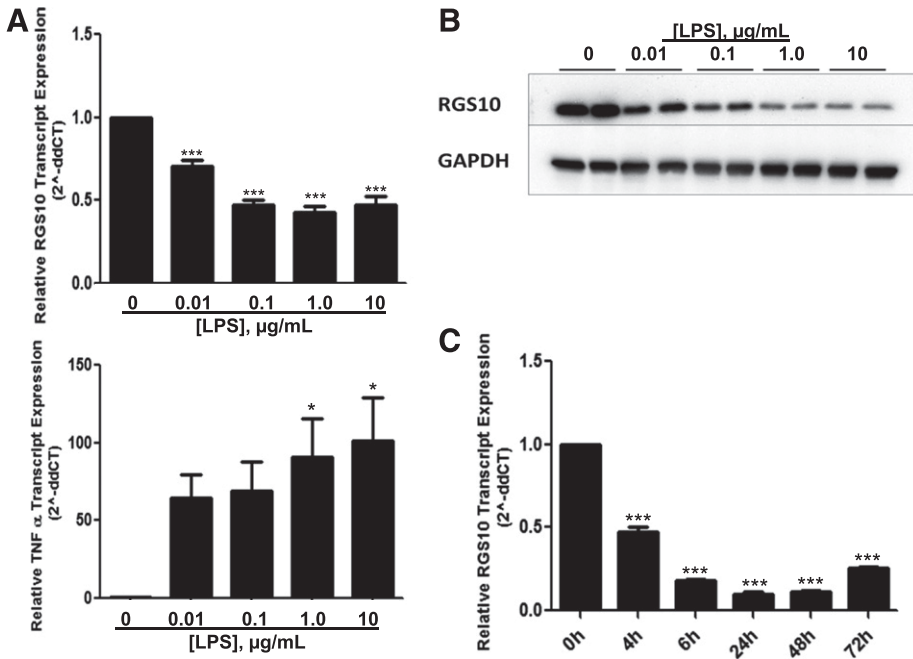 A
Relative RGS10 Transcript Expression
(2^-ddCT)
1.5
1.0
0.5
0.0
***
***
***
***
0 0.01 0.1 1.0 10
[LPS], µg/mL
Relative TNF α Transcript Expression
(2^-ddCT)
150
100
50
0
*
*
0 0.01 0.1 1.0 10
[LPS], µg/mL
B
[LPS], µg/mL
0 0.01 0.1 1.0 10
RGS10
GAPDH
C
Relative RGS10 Transcript Expression
(2^-ddCT)
1.5
1.0
0.5
0.0
***
***
***
***
***
0h 4h 6h 24h 48h 72h